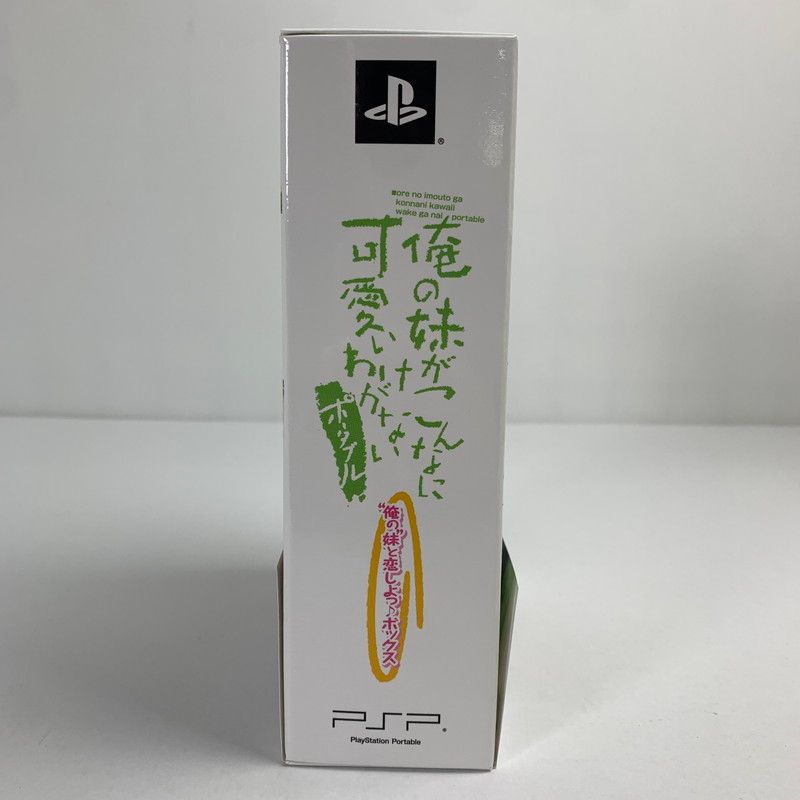 ®
ore no imouto ga
konnani kawaii
wake ga nai portable
俺の妹がこんなに
可愛いわけがない
ポータブル
“俺の”妹と恋しよっ♪ボックス
PSP®
PlayStation Portable